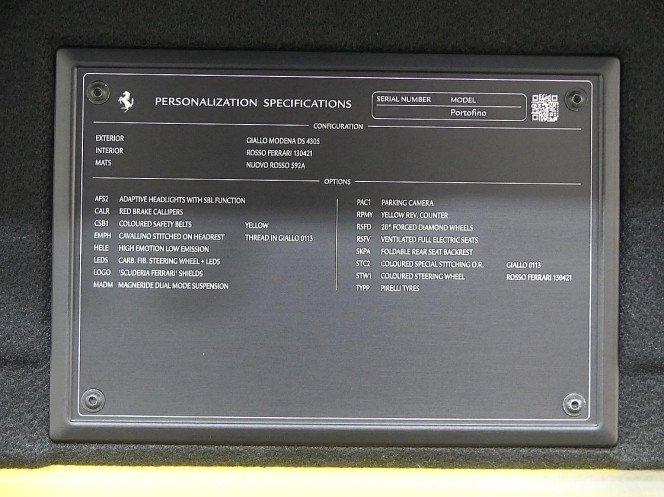 PERSONALIZATION SPECIFICATIONS
SERIAL NUMBER MODEL
Portofino
CONFIGURATION
EXTERIOR GIALLO MODENA DS 4305
INTERIOR ROSSO FERRARI 130421
MATS NUOVO ROSSO 592A
OPTIONS
AFS2 ADAPTIVE HEADLIGHTS WITH SBL FUNCTION
CALR RED BRAKE CALLIPERS
CSB1 COLOURED SAFETY BELTS YELLOW
EMPH CAVALLINO STITCHED ON HEADREST THREAD IN GIALLO 0113
HELE HIGH EMOTION LOW EMISSION
LEDS CARB. FIB. STEERING WHEEL + LEDS
LOGO 'SCUDERIA FERRARI' SHIELDS
MADM MAGNERIDE DUAL MODE SUSPENSION
PAC1 PARKING CAMERA
RPMY YELLOW REV. COUNTER
RSFD 20" FORGED DIAMOND WHEELS
RSFV VENTILATED FULL ELECTRIC SEATS
SKPA FOLDABLE REAR SEAT BACKREST
STC2 COLOURED SPECIAL STITCHING O.R. GIALLO 0113
STW1 COLOURED STEERING WHEEL ROSSO FERRARI 130421
TYPP PIRELLI TYRES